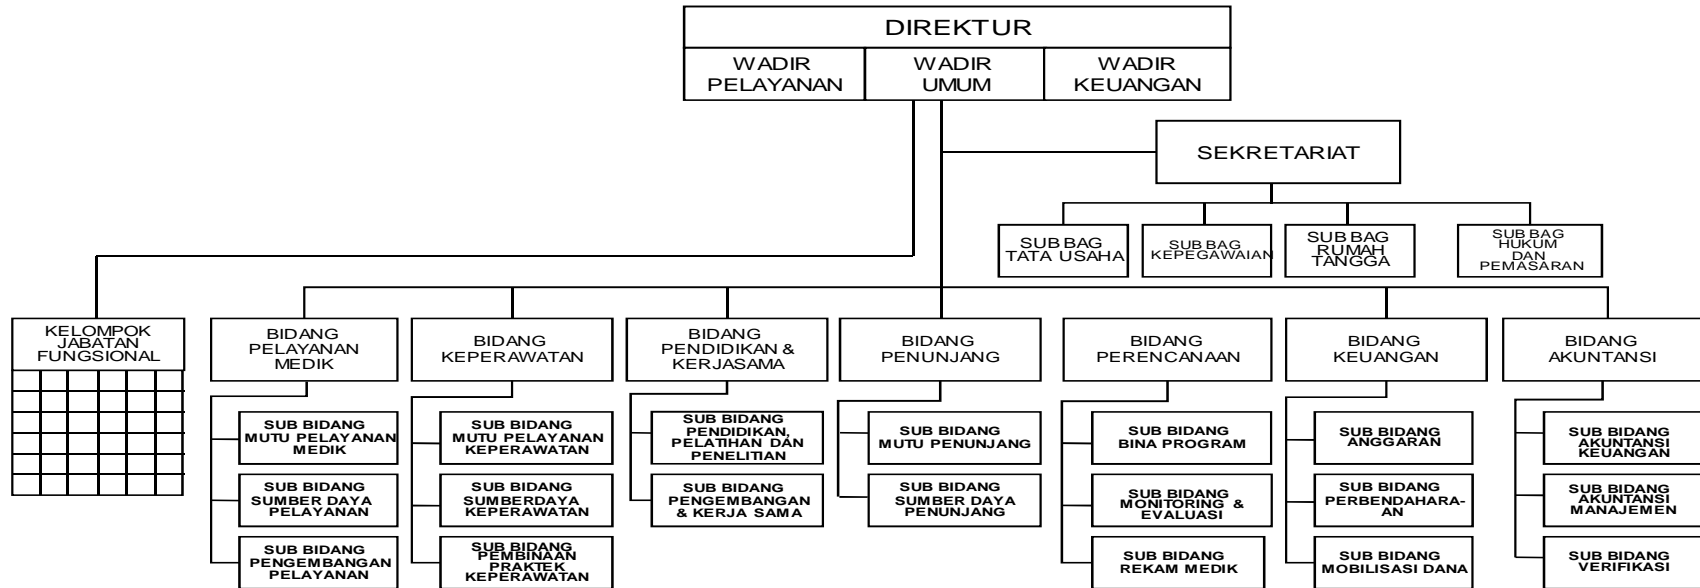 DIREKTUR
WADIR
PELAYANAN
WADIR
UMUM
WADIR
KEUANGAN
SEKRETARIAT
SUB BAG
TATA USAHA
SUB BAG
KEPEGAWAIAN
SUB BAG
RUMAH
TANGGA
SUB BAG
HUKUM
DAN
PEMASARAN
KELOMPOK
JABATAN
FUNGSIONAL
BIDANG
PELAYANAN
MEDIK
BIDANG
KEPERAWATAN
BIDANG
PENDIDIKAN &
KERJASAMA
BIDANG
PENUNJANG
BIDANG
PERENCANAAN
BIDANG
KEUANGAN
BIDANG
AKUNTANSI
SUB BIDANG
MUTU PELAYANAN
MEDIK
SUB BIDANG
MUTU PELAYANAN
KEPERAWATAN
SUB BIDANG
PENDIDIKAN,
PELATIHAN DAN
PENELITIAN
SUB BIDANG
MUTU PENUNJANG
SUB BIDANG
BINA PROGRAM
SUB BIDANG
ANGGARAN
SUB BIDANG
AKUNTANSI
KEUANGAN
SUB BIDANG
SUMBER DAYA
PELAYANAN
SUB BIDANG
SUMBERDAYA
KEPERAWATAN
SUB BIDANG
PENGEMBANGAN
& KERJA SAMA
SUB BIDANG
SUMBER DAYA
PENUNJANG
SUB BIDANG
MONITORING &
EVALUASI
SUB BIDANG
PERBENDAHARA-
AN
SUB BIDANG
AKUNTANSI
MANAJEMEN
SUB BIDANG
PENGEMBANGAN
PELAYANAN
SUB BIDANG
PEMBINAAN
PRAKTEK
KEPERAWATAN
SUB BIDANG
REKAM MEDIK
SUB BIDANG
MOBILISASI DANA
SUB BIDANG
VERIFIKASI